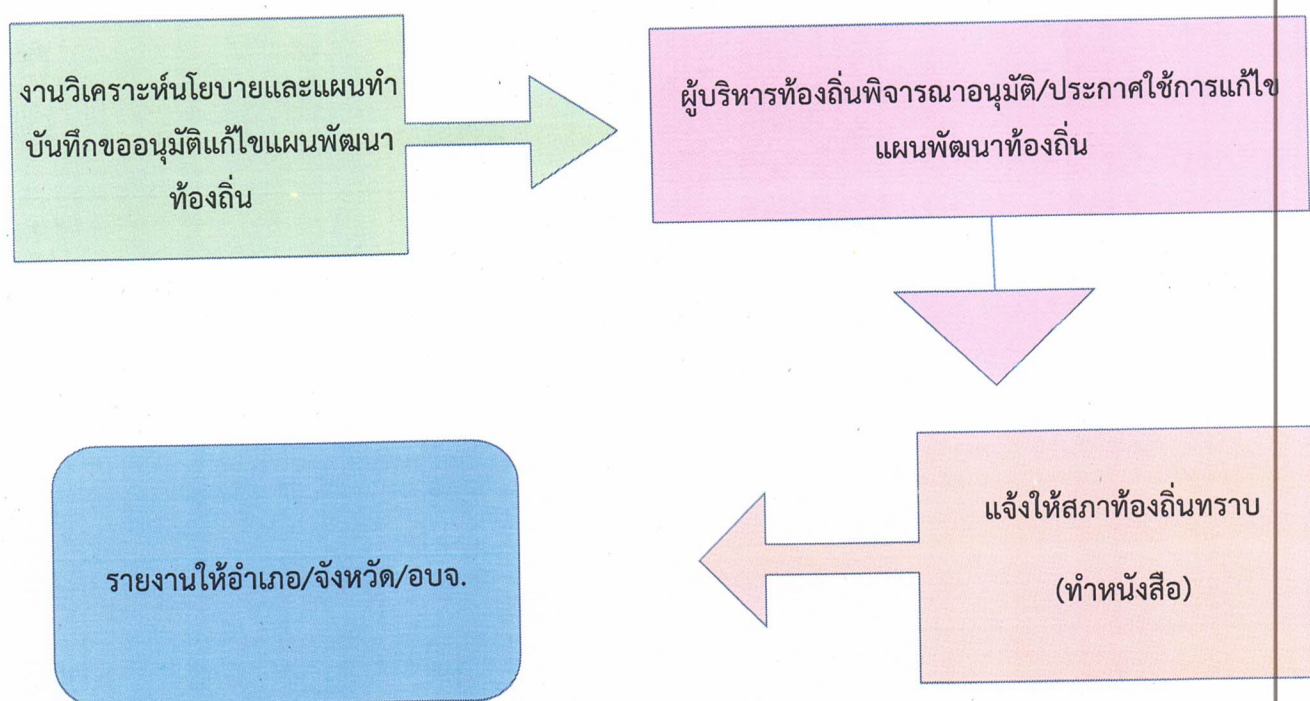 งานวิเคราะห์นโยบายและแผนทำ
บันทึกขออนุมัติแก้ไขแผนพัฒนา
ท้องถิ่น
ผู้บริหารท้องถิ่นพิจารณาอนุมัติ/ประกาศใช้การแก้ไข
แผนพัฒนาท้องถิ่น
แจ้งให้สภาท้องถิ่นทราบ
(ทำหนังสือ)
รายงานให้อำเภอ/จังหวัด/อบจ.